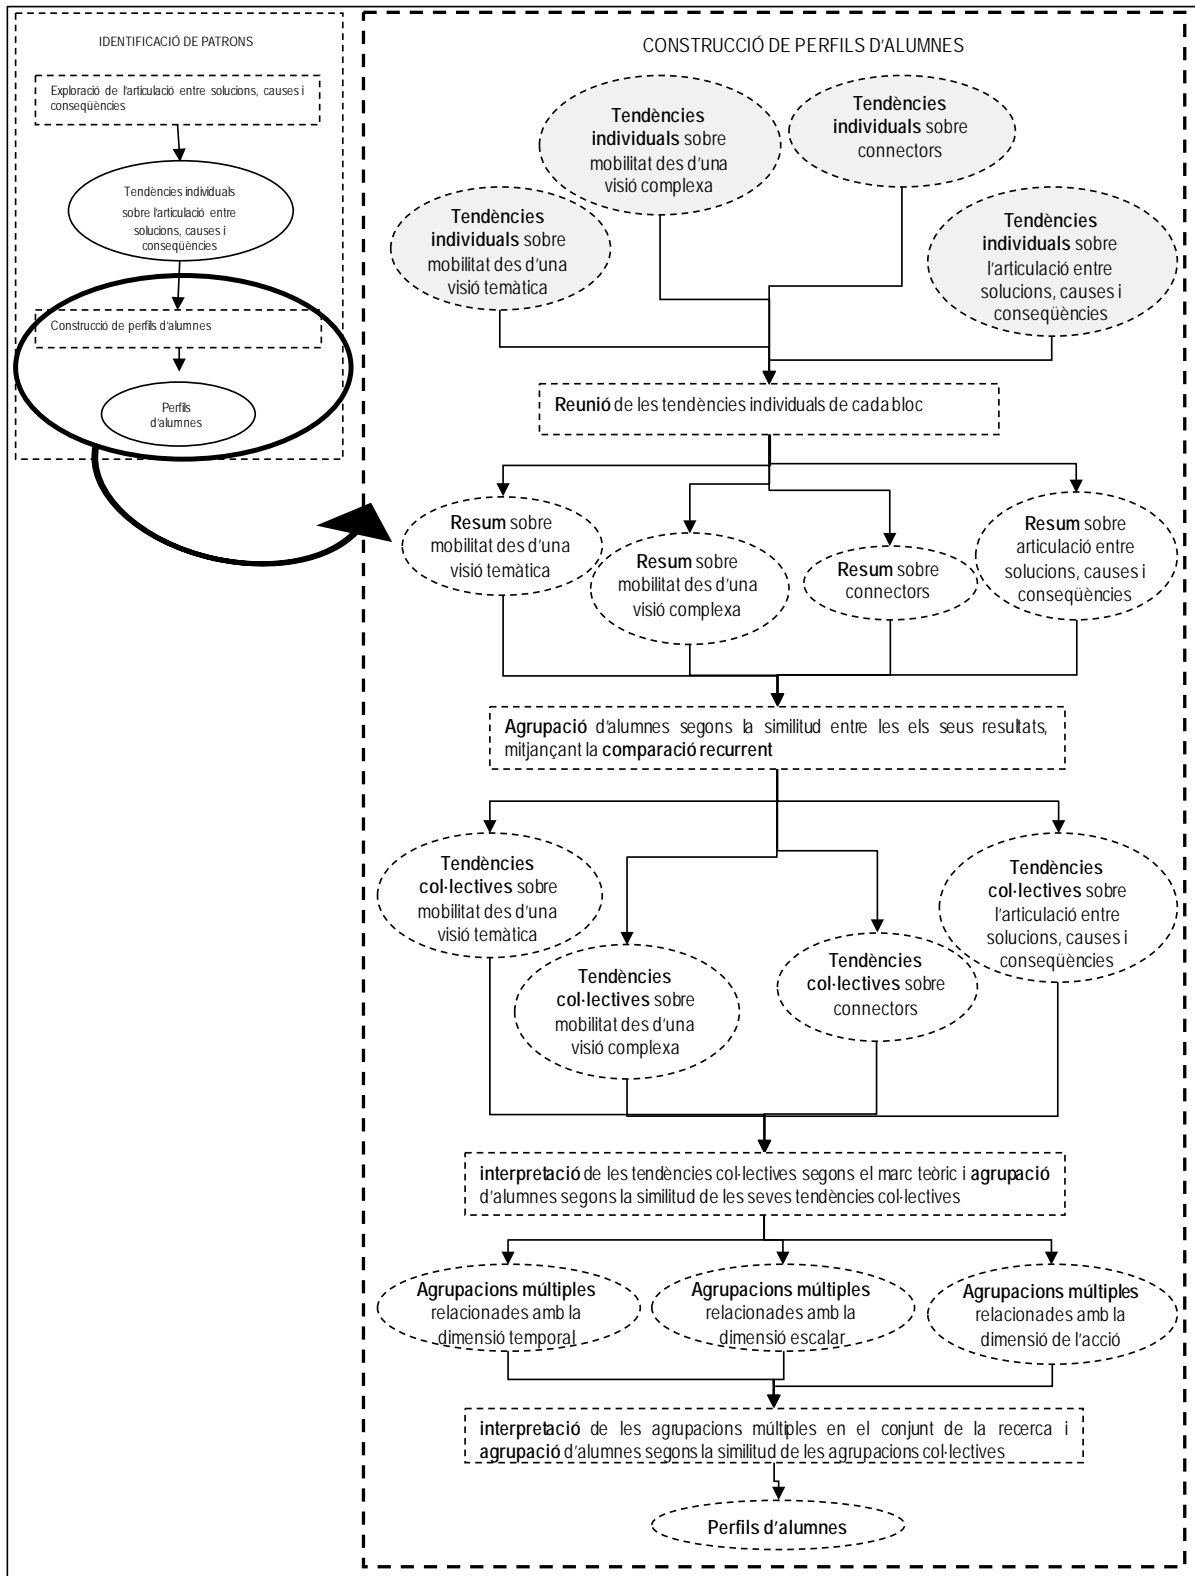 IDENTIFICACIÓ DE PATRONS
Exploració de l'articulació entre solucions, causes i
conseqüències
Tendències individuals
sobre l'articulació entre
solucions, causes i
conseqüències
Construcció de perfils d'alumnes
Perfils
d'alumnes
CONSTRUCCIÓ DE PERFILS D'ALUMNES
Tendències
individuals sobre
mobilitat des d'una
visió complexa
Tendències
individuals sobre
connectors
Tendències
individuals sobre
mobilitat des d'una
visió temàtica
Tendències
individuals sobre
l'articulació entre
solucions, causes i
conseqüències
Reunió de les tendències individuals de cada bloc
Resum sobre
mobilitat des d'una
visió temàtica
Resum sobre
mobilitat des d'una
visió complexa
Resum sobre
connectors
Resum sobre
articulació entre
solucions, causes i
conseqüències
Agrupació d'alumnes segons la similitud entre les els seus resultats,
mitjançant la comparació recurrent
Tendències
col·lectives sobre
mobilitat des d'una
visió temàtica
Tendències
col·lectives sobre
mobilitat des d'una
visió complexa
Tendències
col·lectives sobre
connectors
Tendències
col·lectives sobre
l'articulació entre
solucions, causes i
conseqüències
interpretació de les tendències col·lectives segons el marc teòric i agrupació
d'alumnes segons la similitud de les seves tendències col·lectives
Agrupacions múltiples
relacionades amb la
dimensió temporal
Agrupacions múltiples
relacionades amb la
dimensió escalar
Agrupacions múltiples
relacionades amb la
dimensió de l'acció
interpretació de les agrupacions múltiples en el conjunt de la recerca i
agrupació d'alumnes segons la similitud de les agrupacions col·lectives
Perfils d'alumnes